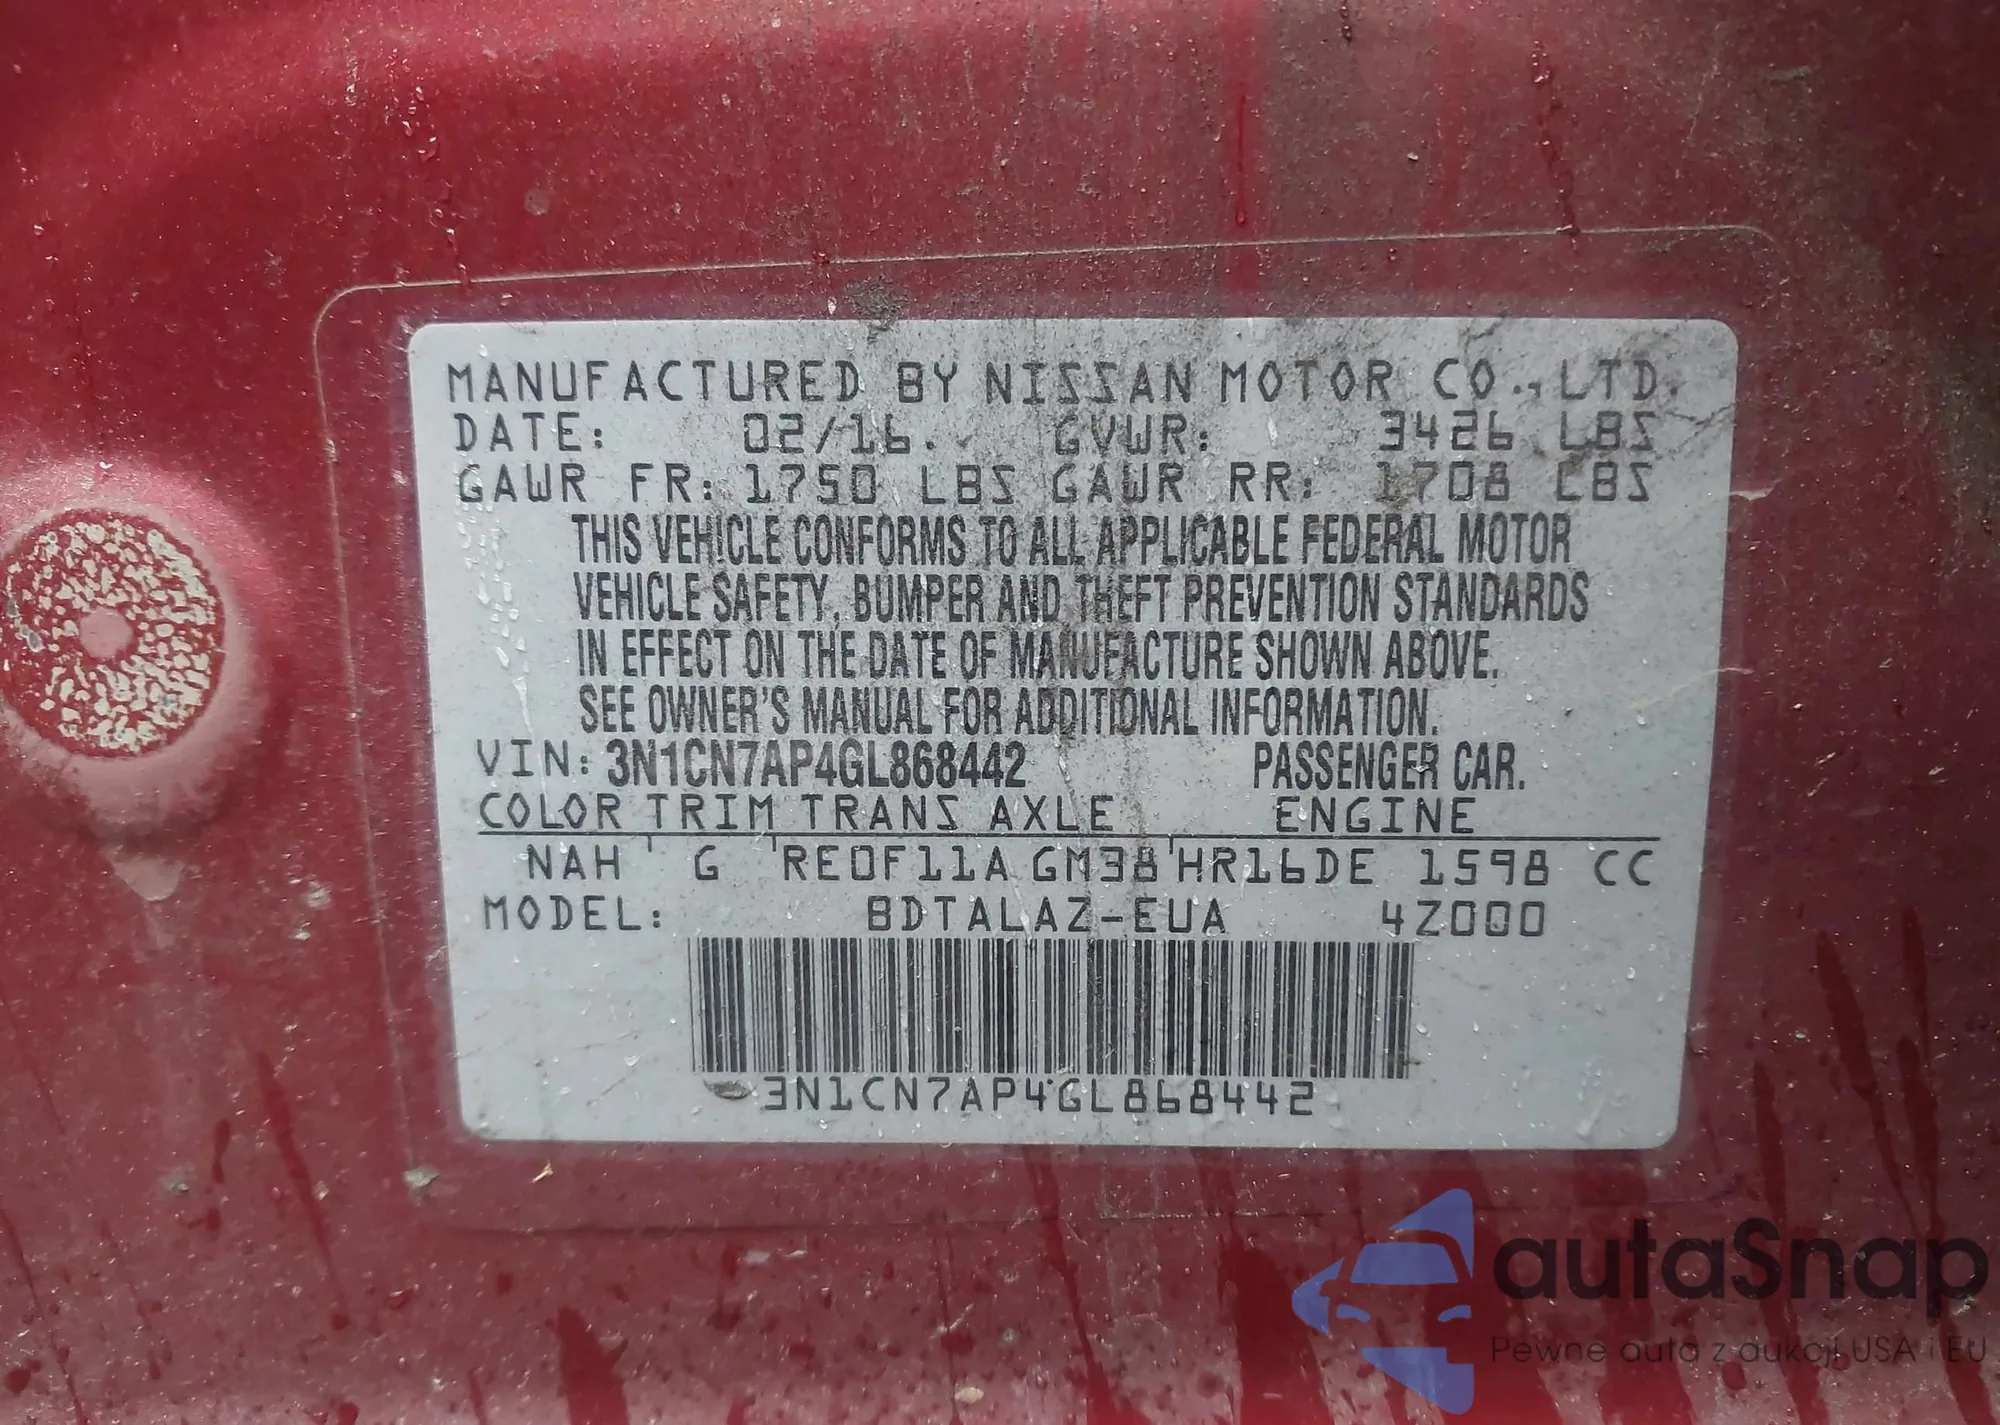 MANUFACTURED BY NISSAN MOTOR CO., LTD.
DATE: 02/16. GVWR: 3426 LBS
GAWR FR: 1750 LBS GAWR RR: 1708 LBS
THIS VEHICLE CONFORMS TO ALL APPLICABLE FEDERAL MOTOR
VEHICLE SAFETY, BUMPER AND THEFT PREVENTION STANDARDS
IN EFFECT ON THE DATE OF MANUFACTURE SHOWN ABOVE.
SEE OWNER'S MANUAL FOR ADDITIONAL INFORMATION.
VIN: 3N1CN7AP4GL868442 PASSENGER CAR.
COLOR TRIM TRANS AXLE ENGINE
NAH G RE0F11A GM38 HR16DE 1598 CC
MODEL: BDTALAZ-EUA 4Z000
3N1CN7AP4GL868442
autaSnap
Pewne auta z aukcji USA i EU